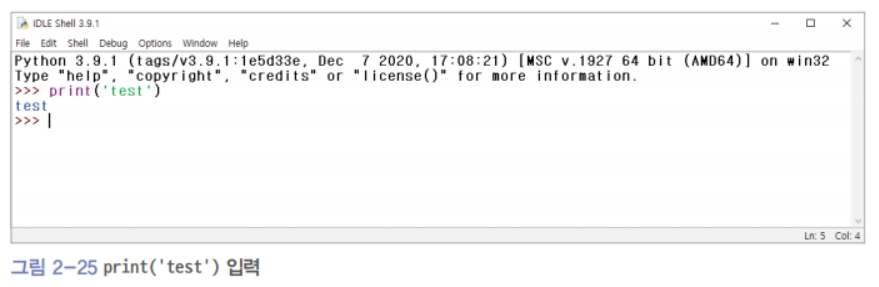 IDLE Shell 3.9.1
File Edit Shell Debug Options Window Help
Python 3.9.1 (tags/v3.9.1:1e5d33e, Dec  7 2020, 17:08:21) [MSC v.1927 64 bit (AMD64)] on win32
Type "help", "copyright", "credits" or "license()" for more information.
>>> print('test')
test
>>>
Ln: 5 Col: 4
그림 2-25 print('test') 입력